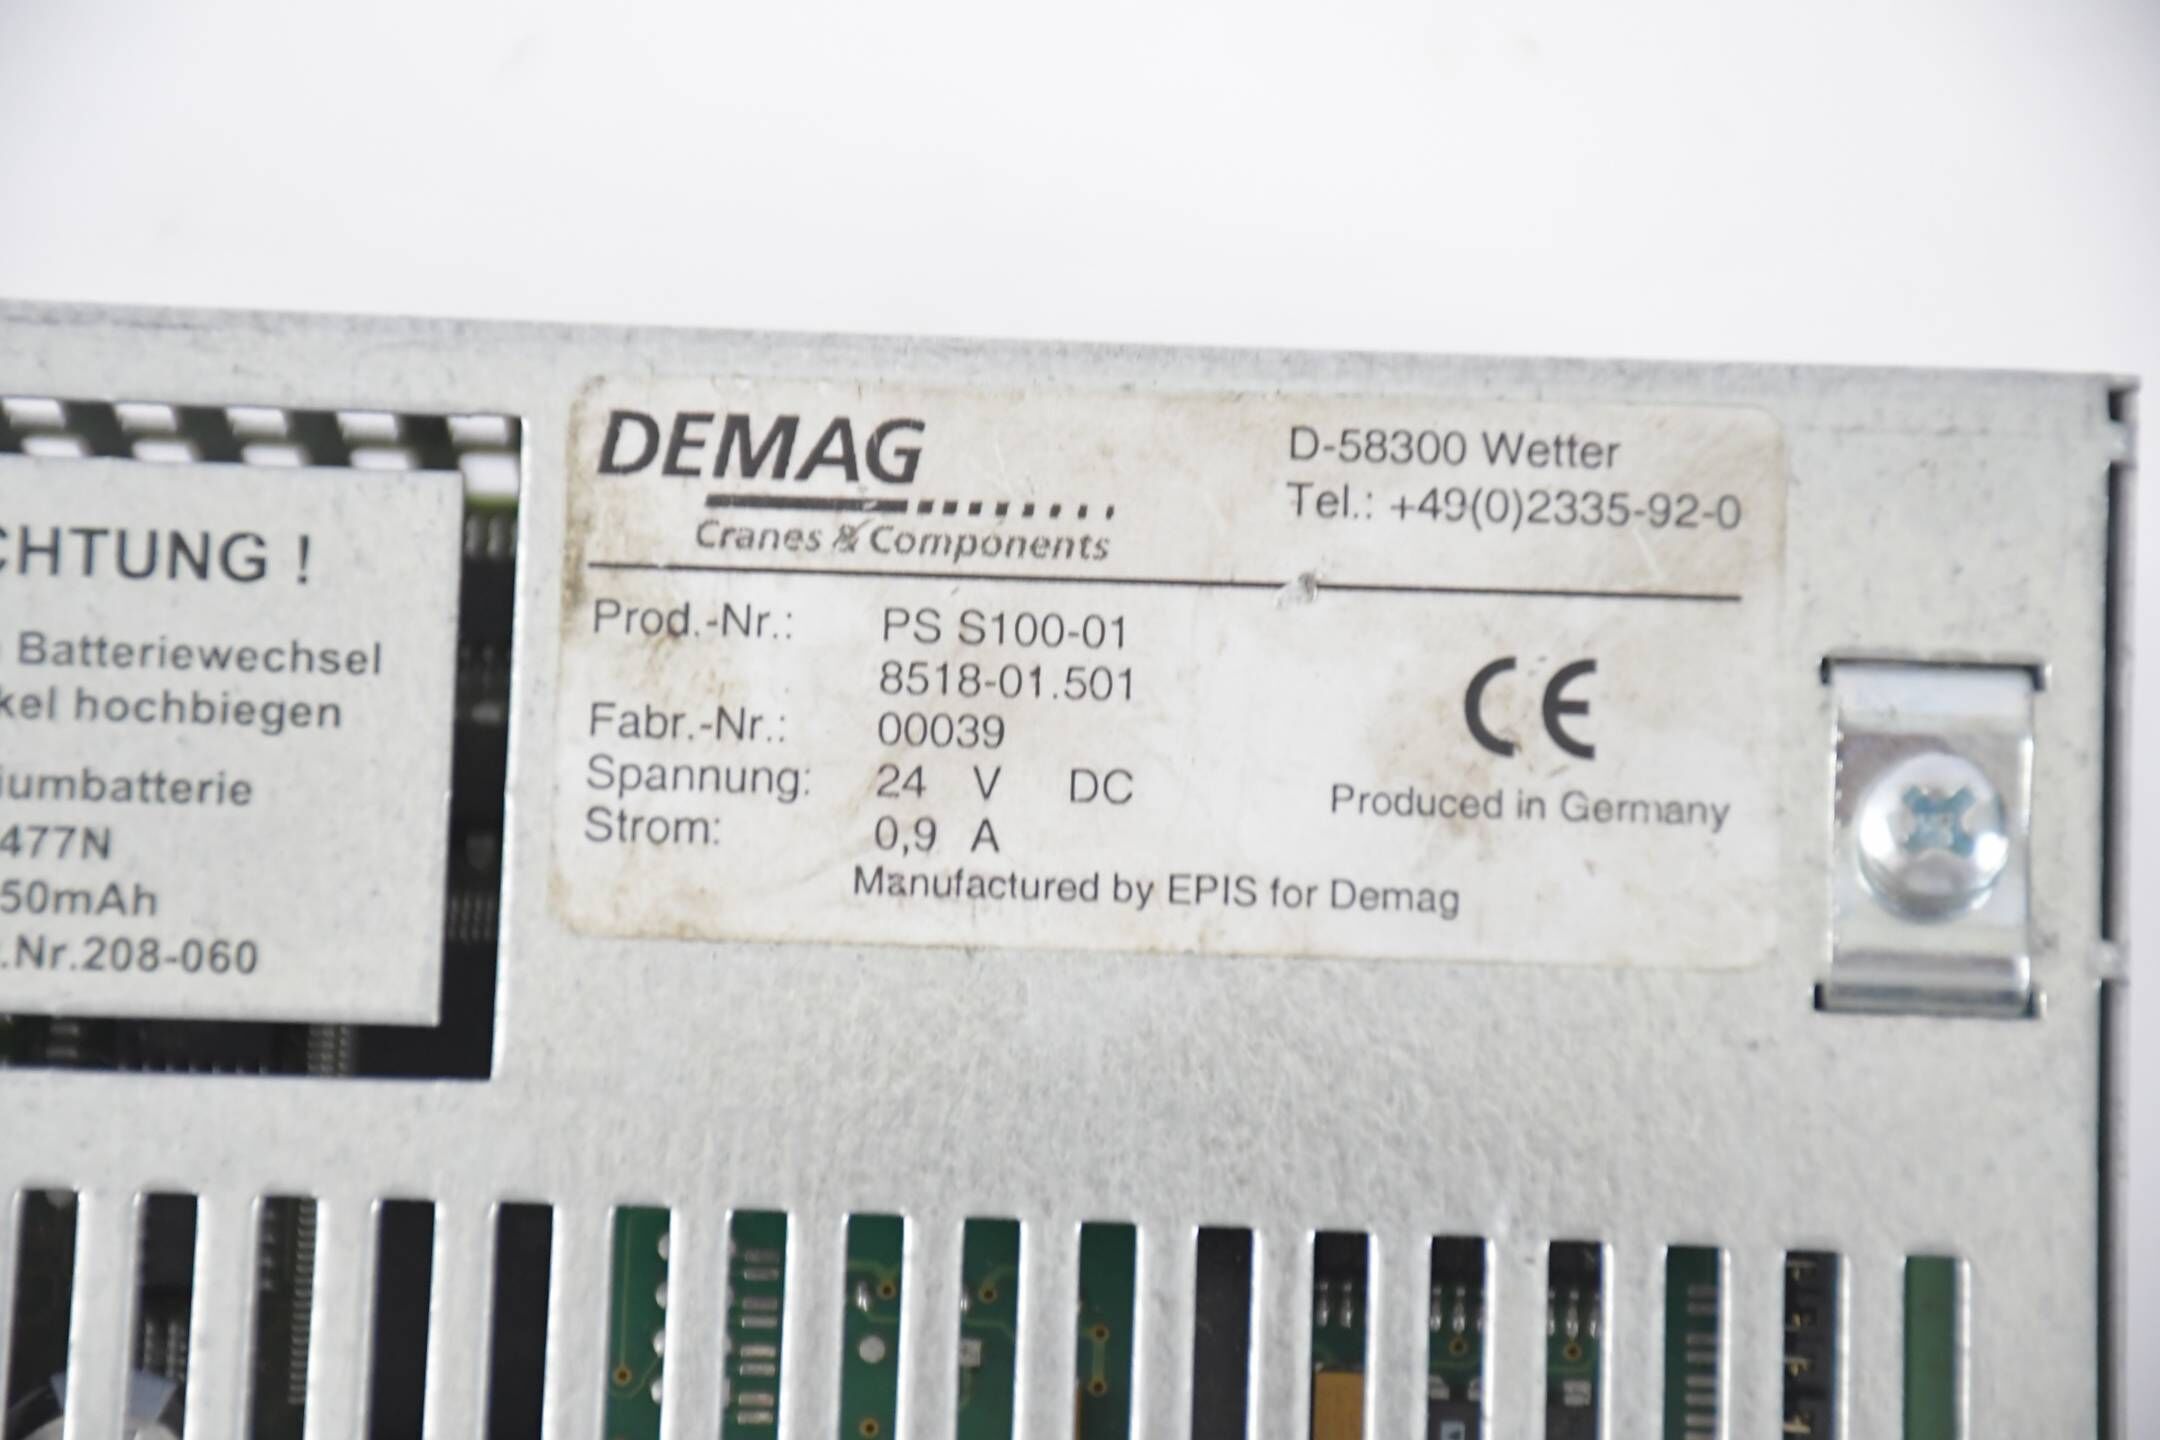 CHTUNG !
Batteriewechsel
kel hochbiegen
iumbatterie
477N
50mAh
.Nr.208-060
DEMAG
Cranes & Components
D-58300 Wetter
Tel.: +49(0)2335-92-0
Prod.-Nr.: PS S100-01
8518-01.501
Fabr.-Nr.: 00039
Spannung: 24 V DC
Strom: 0,9 A
CE
Produced in Germany
Manufactured by EPIS for Demag